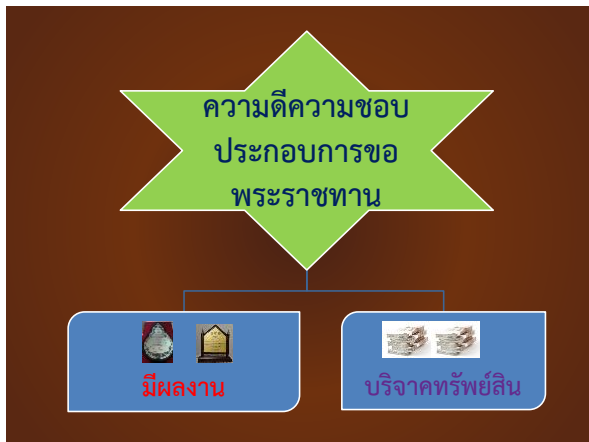 ความดีความชอบ
ประกอบการขอ
พระราชทาน
มีผลงาน
บริจาคทรัพย์สิน